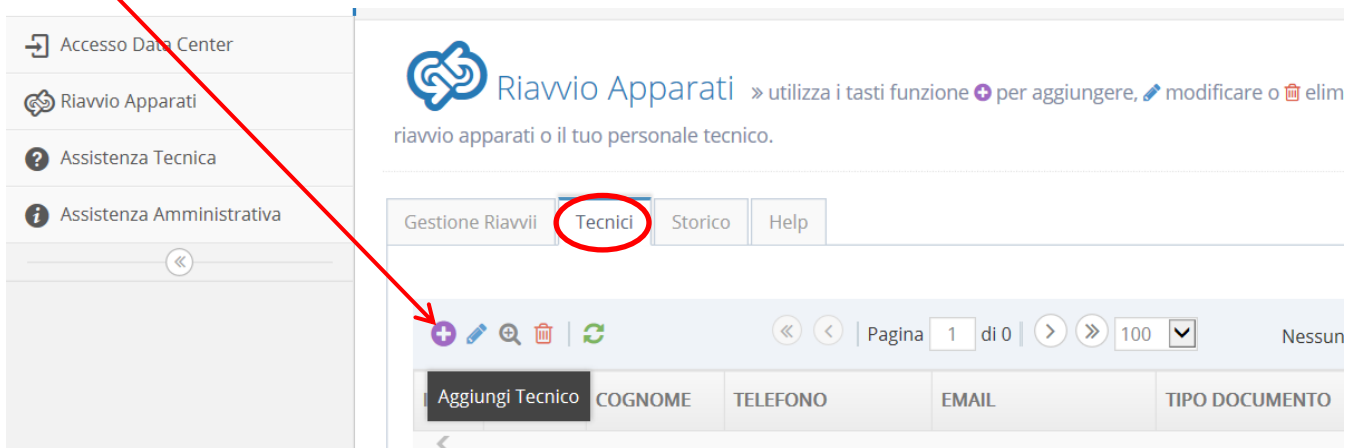 Accesso Data Center
Riavvio Apparati
Assistenza Tecnica
Assistenza Amministrativa
Riavvio Apparati » utilizza i tasti funzione per aggiungere, modificare o elim
riavvio apparati o il tuo personale tecnico.
Gestione Riavvii Tecnici Storico Help
Pagina 1 di 0 100 Nessun
Aggiungi Tecnico COGNOME TELEFONO EMAIL TIPO DOCUMENTO